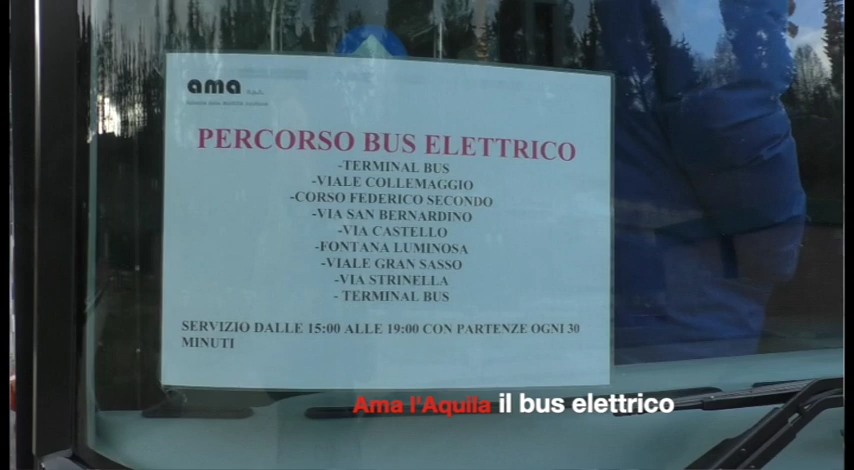 ama
PERCORSO BUS ELETTRICO
-TERMINAL BUS
-VIALE COLLEMAGGIO
-CORSO FEDERICO SECONDO
-VIA SAN BERNARDINO
-VIA CASTELLO
-FONTANA LUMINOSA
-VIALE GRAN SASSO
-VIA STRINELLA
- TERMINAL BUS
SERVIZIO DALLE 15:00 ALLE 19:00 CON PARTENZE OGNI 30
MINUTI
Ama l'Aquila il bus elettrico